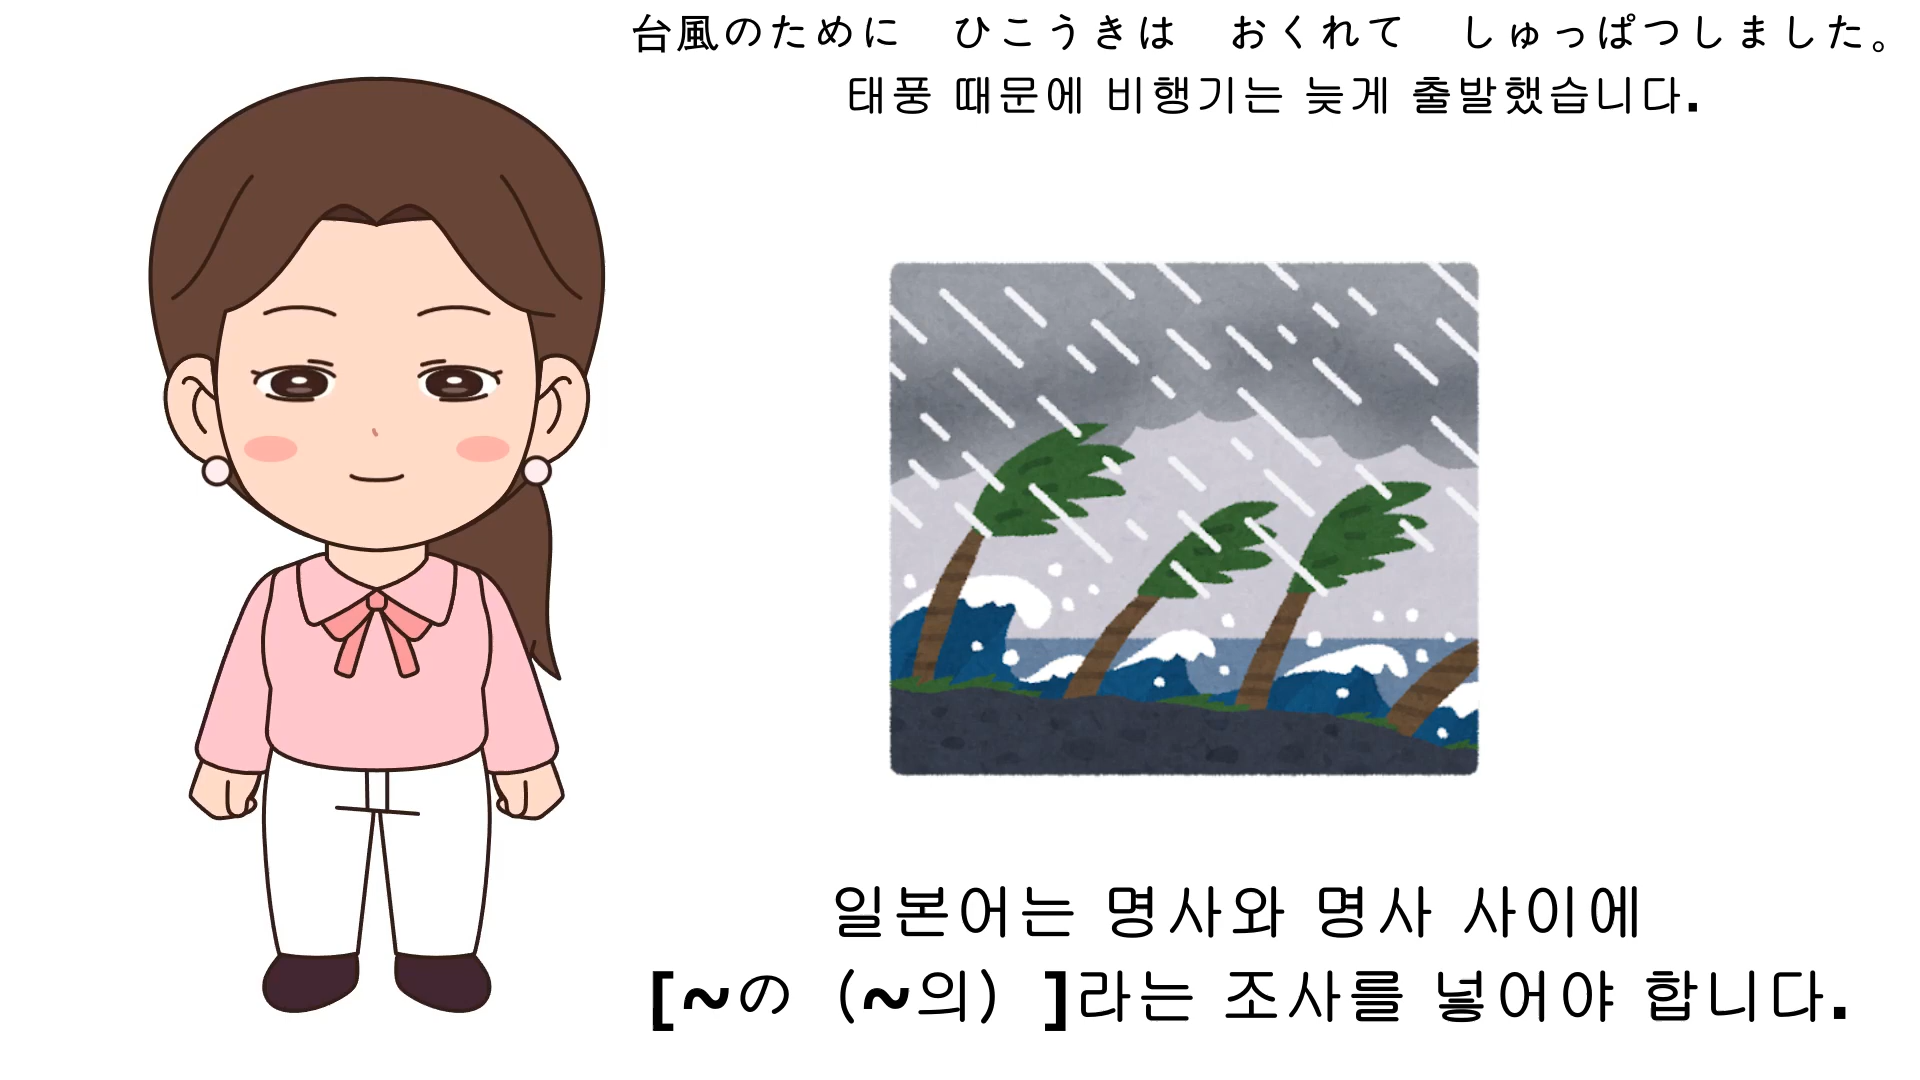 台風のために　ひこうきは　おくれて　しゅっぱつしました。
태풍 때문에 비행기는 늦게 출발했습니다.
일본어는 명사와 명사 사이에
[~の （~의） ]라는 조사를 넣어야 합니다.